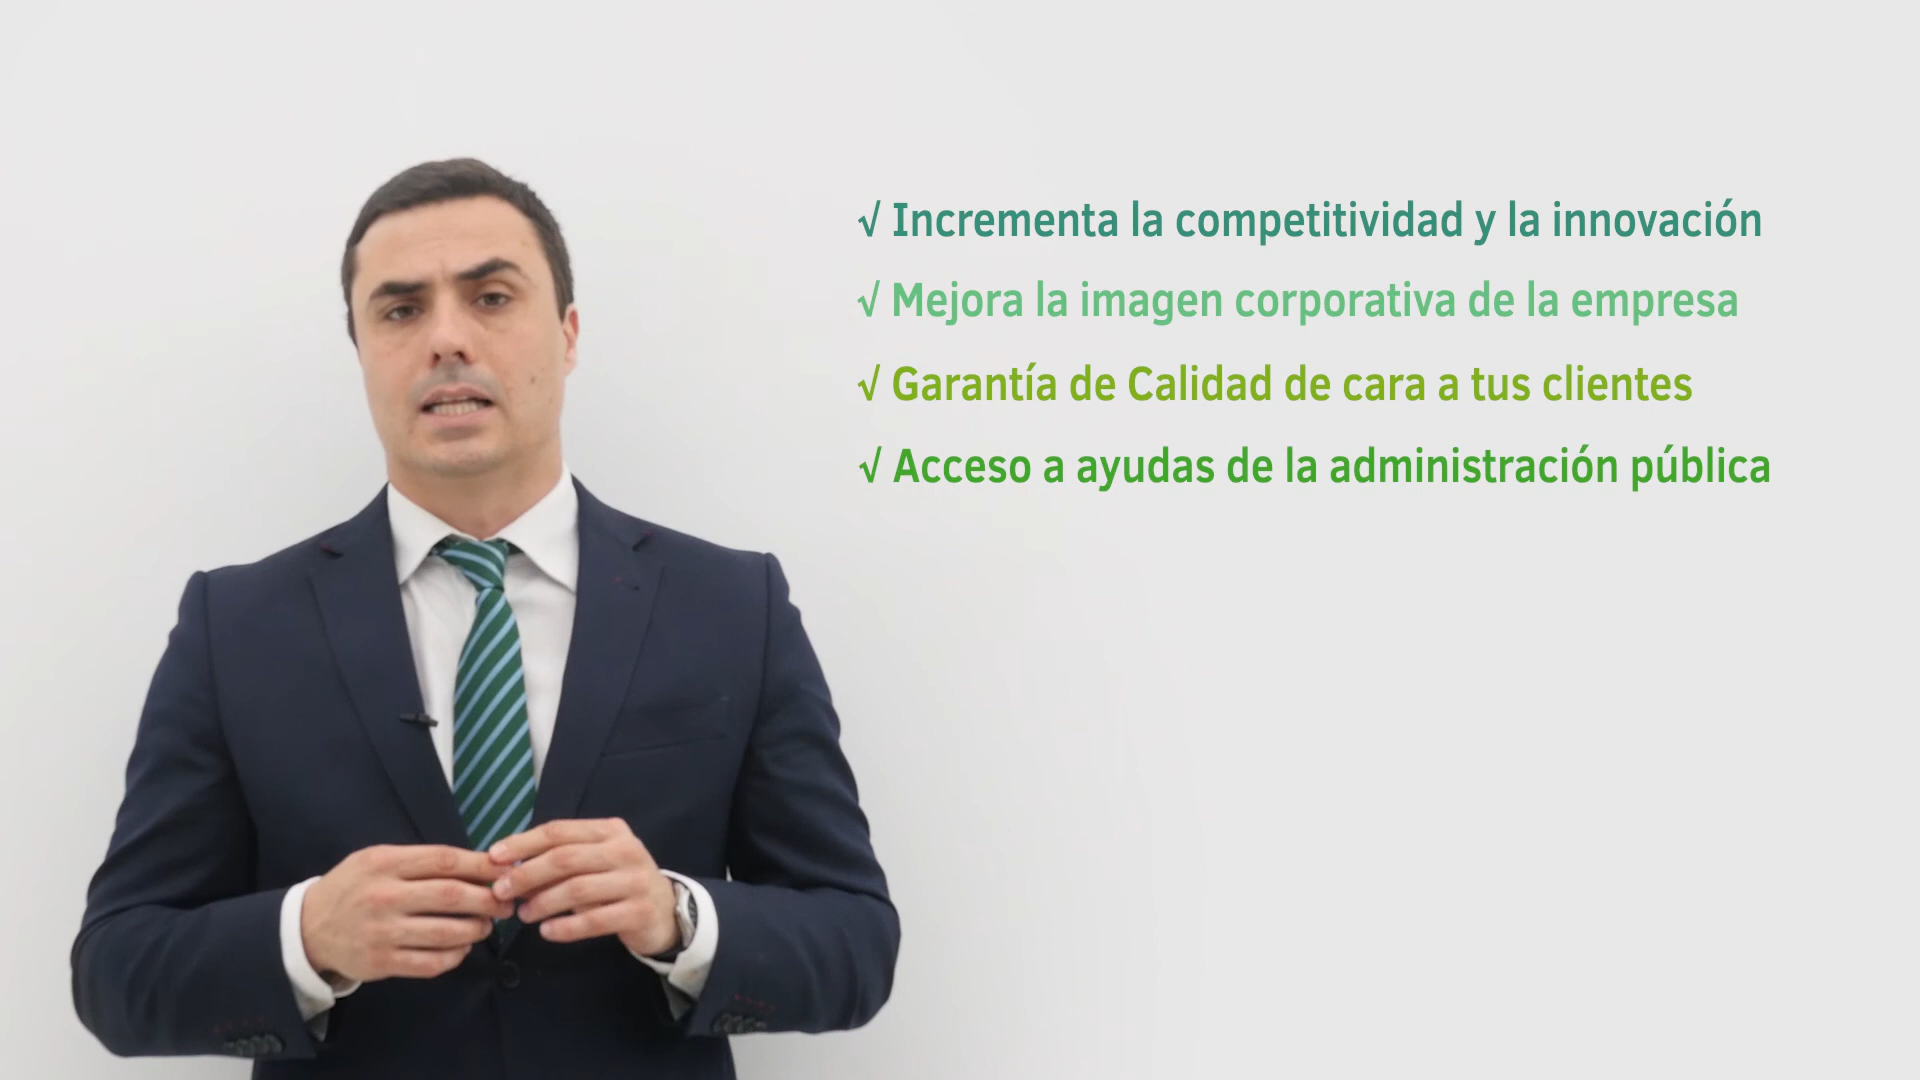 √ Incrementa la competitividad y la innovación
√ Mejora la imagen corporativa de la empresa
√ Garantía de Calidad de cara a tus clientes
√ Acceso a ayudas de la administración pública